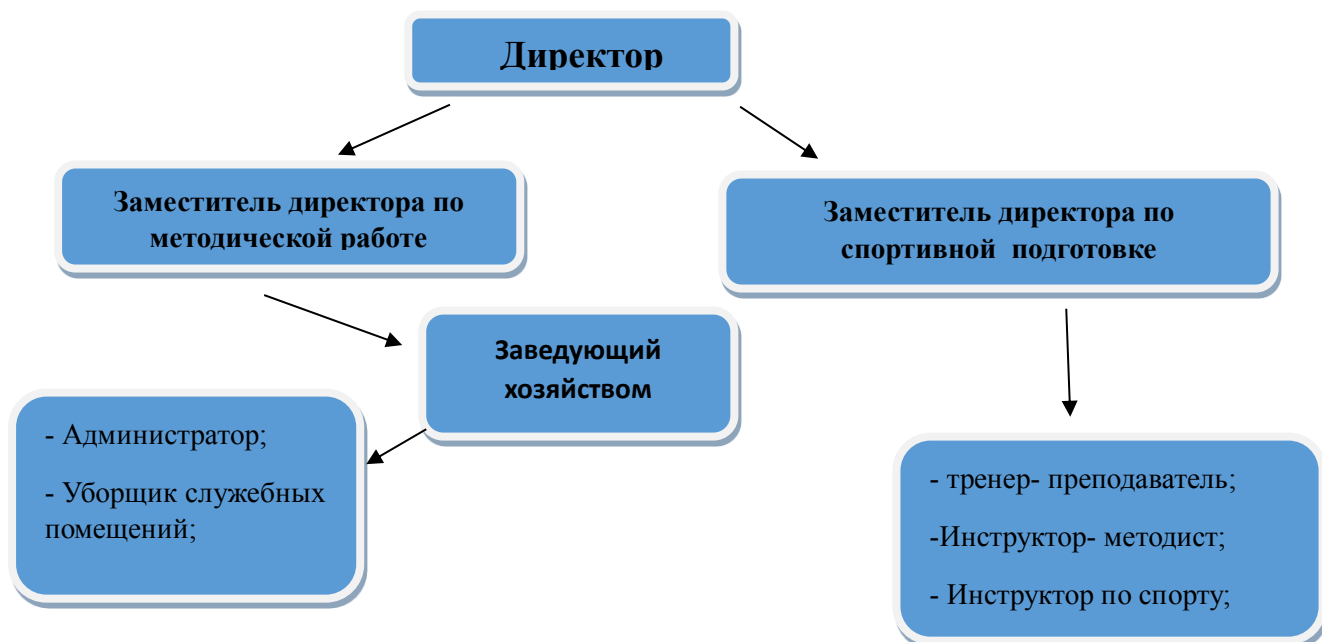 Директор
Заместитель директора по
методической работе
Заместитель директора по
спортивной  подготовке
Заведующий
хозяйством
- Администратор;
- Уборщик служебных
помещений;
- тренер- преподаватель;
-Инструктор- методист;
- Инструктор по спорту;